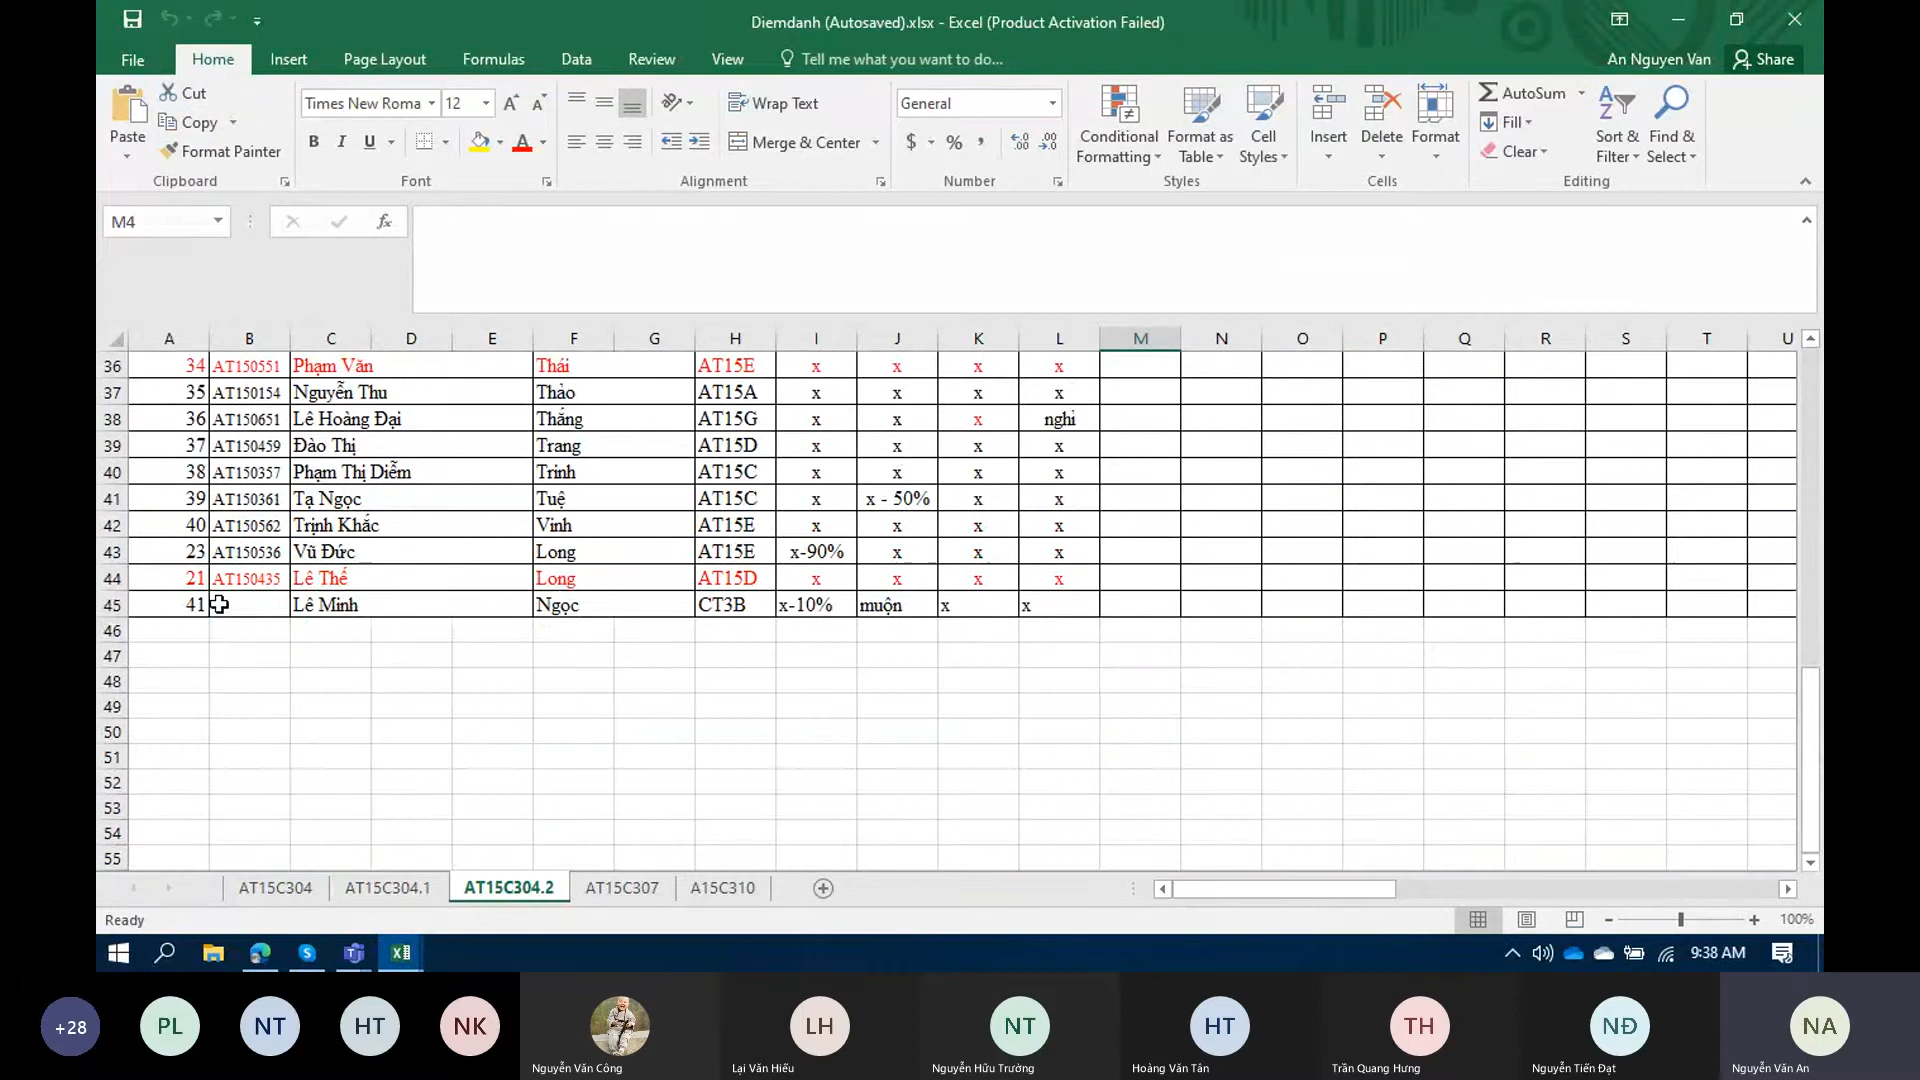 Diemdanh (Autosaved).xlsx - Excel (Product Activation Failed)
File Home Insert Page Layout Formulas Data Review View Tell me what you want to do... An Nguyen Van Share
Paste Cut Copy Format Painter Clipboard
Times New Roma 12 B I U A Font
Wrap Text Merge & Center Alignment
General $ % , Number
Conditional Formatting Format as Table Cell Styles Styles
Insert Delete Format Cells
AutoSum Fill Clear Sort & Filter Find & Select Editing
M4 fx
A B C D E F G H I J K L M N O P Q R S T U
36 34 AT150551 Phạm Văn Thái AT15E x x x x
37 35 AT150154 Nguyễn Thu Thảo AT15A x x x x
38 36 AT150651 Lê Hoàng Đại Thắng AT15G x x x nghỉ
39 37 AT150459 Đào Thị Trang AT15D x x x x
40 38 AT150357 Phạm Thị Diễm Trinh AT15C x x x x
41 39 AT150361 Tạ Ngọc Tuệ AT15C x x - 50% x x
42 40 AT150562 Trịnh Khắc Vinh AT15E x x x x
43 23 AT150536 Vũ Đức Long AT15E x-90% x x x
44 21 AT150435 Lê Thế Long AT15D x x x x
45 41 Lê Minh Ngọc CT3B x-10% muộn x x
46
47
48
49
50
51
52
53
54
55
AT15C304 AT15C304.1 AT15C304.2 AT15C307 A15C310
Ready 100%
9:38 AM
+28 PL NT HT NK LH NT HT TH NĐ NA
Nguyễn Văn Công Lại Văn Hiếu Nguyễn Hữu Trường Hoàng Văn Tân Trần Quang Hưng Nguyễn Tiến Đạt Nguyễn Văn An